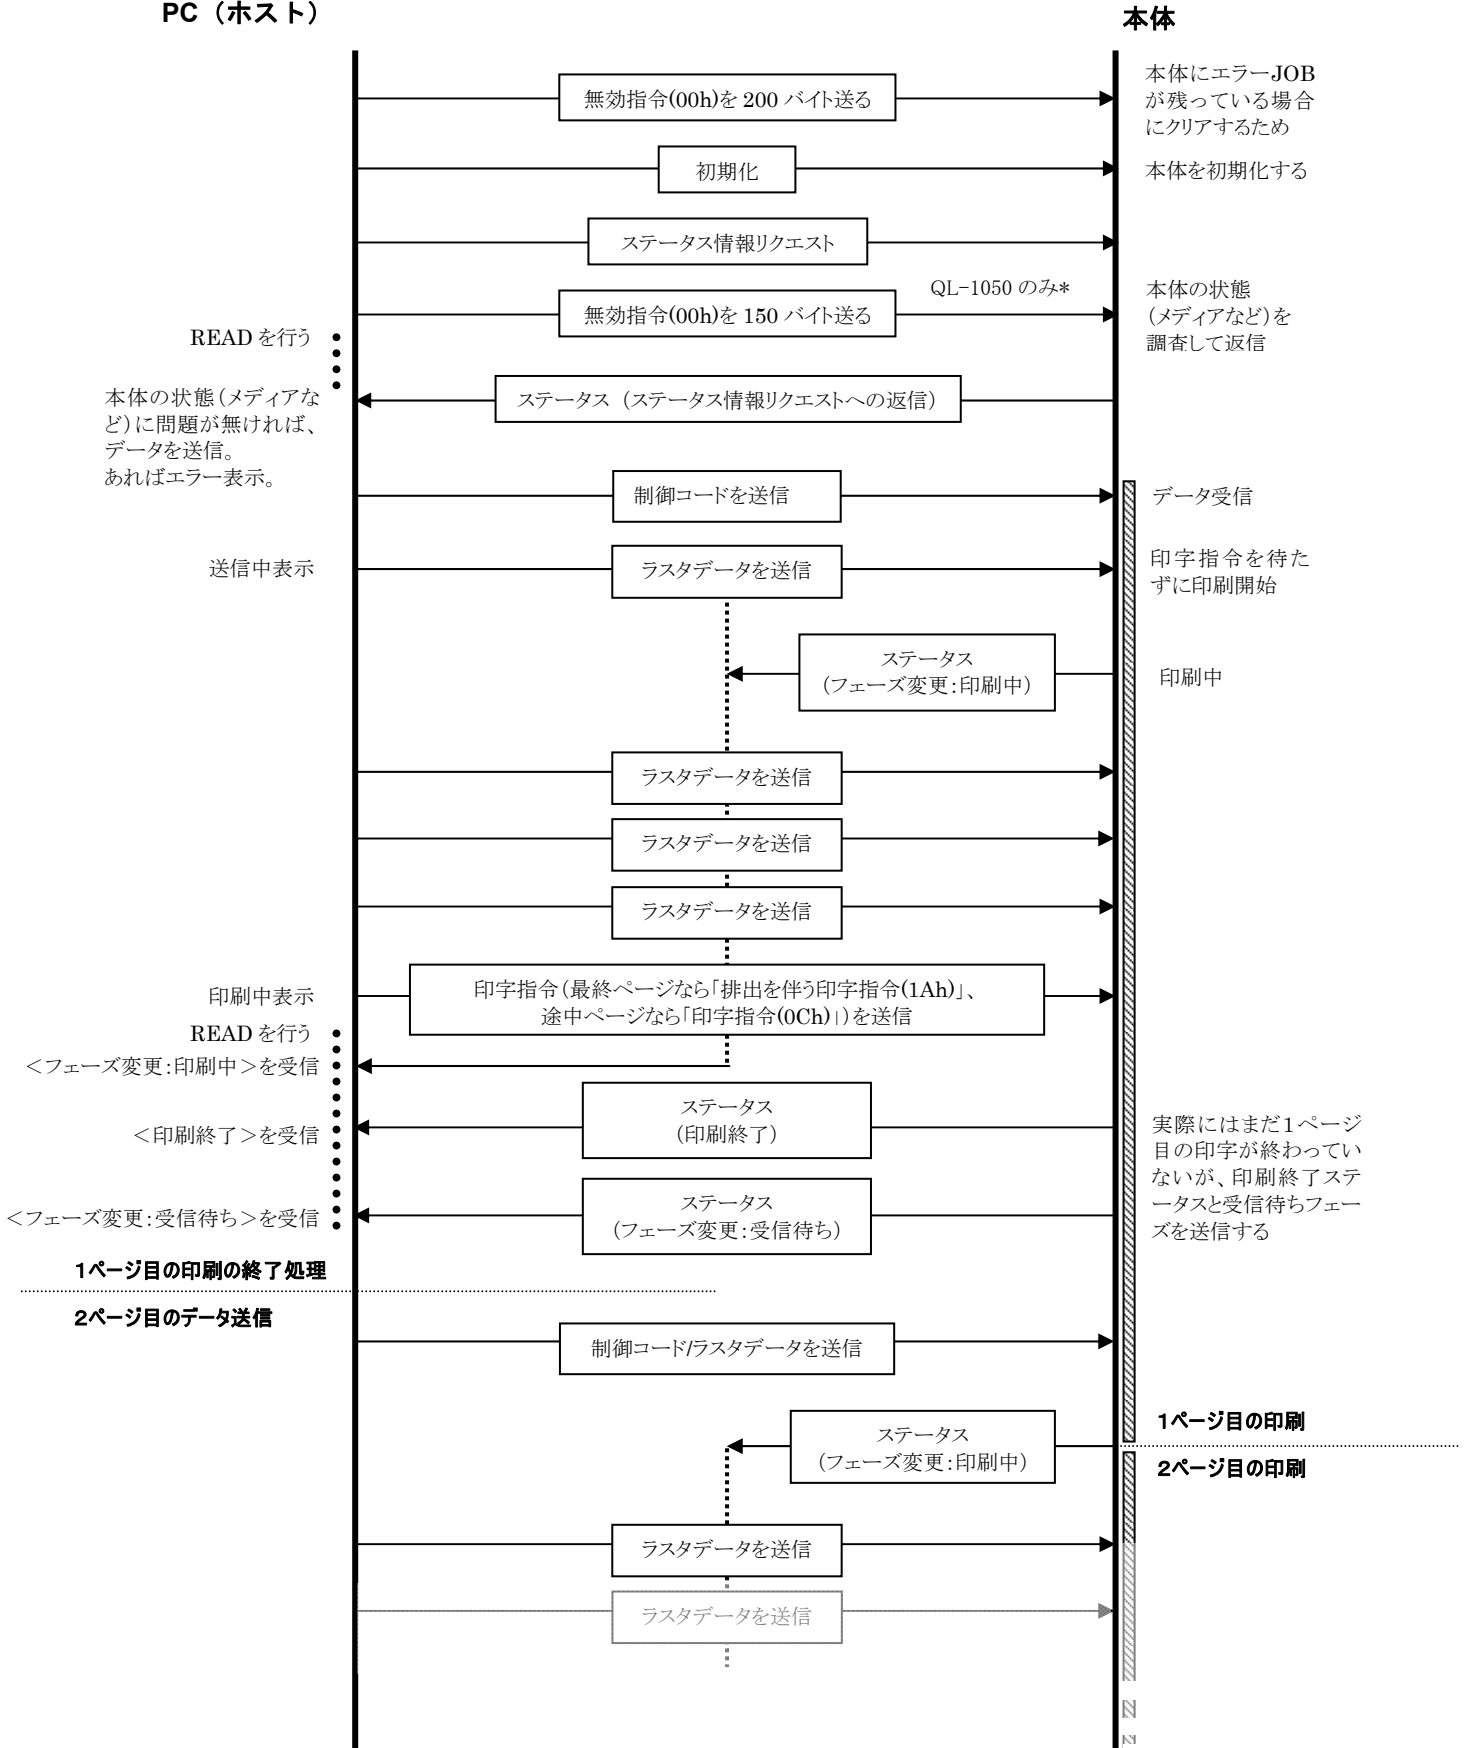 PC（ホスト）
本体
無効指令(00h)を 200 バイト送る
本体にエラーJOB
が残っている場合
にクリアするため
初期化
本体を初期化する
ステータス情報リクエスト
QL-1050 のみ*
無効指令(00h)を 150 バイト送る
本体の状態
（メディアなど）を
調査して返信
READ を行う
ステータス（ステータス情報リクエストへの返信）
本体の状態（メディアな
ど）に問題が無ければ、
データを送信。
あればエラー表示。
制御コードを送信
データ受信
送信中表示
ラスタデータを送信
印字指令を待た
ずに印刷開始
ステータス
（フェーズ変更：印刷中）
印刷中
ラスタデータを送信
ラスタデータを送信
ラスタデータを送信
印刷中表示
印字指令（最終ページなら「排出を伴う印字指令(1Ah)」、
途中ページなら「印字指令(0Ch)」）を送信
READ を行う
＜フェーズ変更：印刷中＞を受信
ステータス
（印刷終了）
＜印刷終了＞を受信
実際にはまだ１ページ
目の印字が終わってい
ないが、印刷終了ステ
ータスと受信待ちフェー
ズを送信する
ステータス
（フェーズ変更：受信待ち）
＜フェーズ変更：受信待ち＞を受信
１ページ目の印刷の終了処理
２ページ目のデータ送信
制御コード/ラスタデータを送信
１ページ目の印刷
ステータス
（フェーズ変更：印刷中）
２ページ目の印刷
ラスタデータを送信
ラスタデータを送信